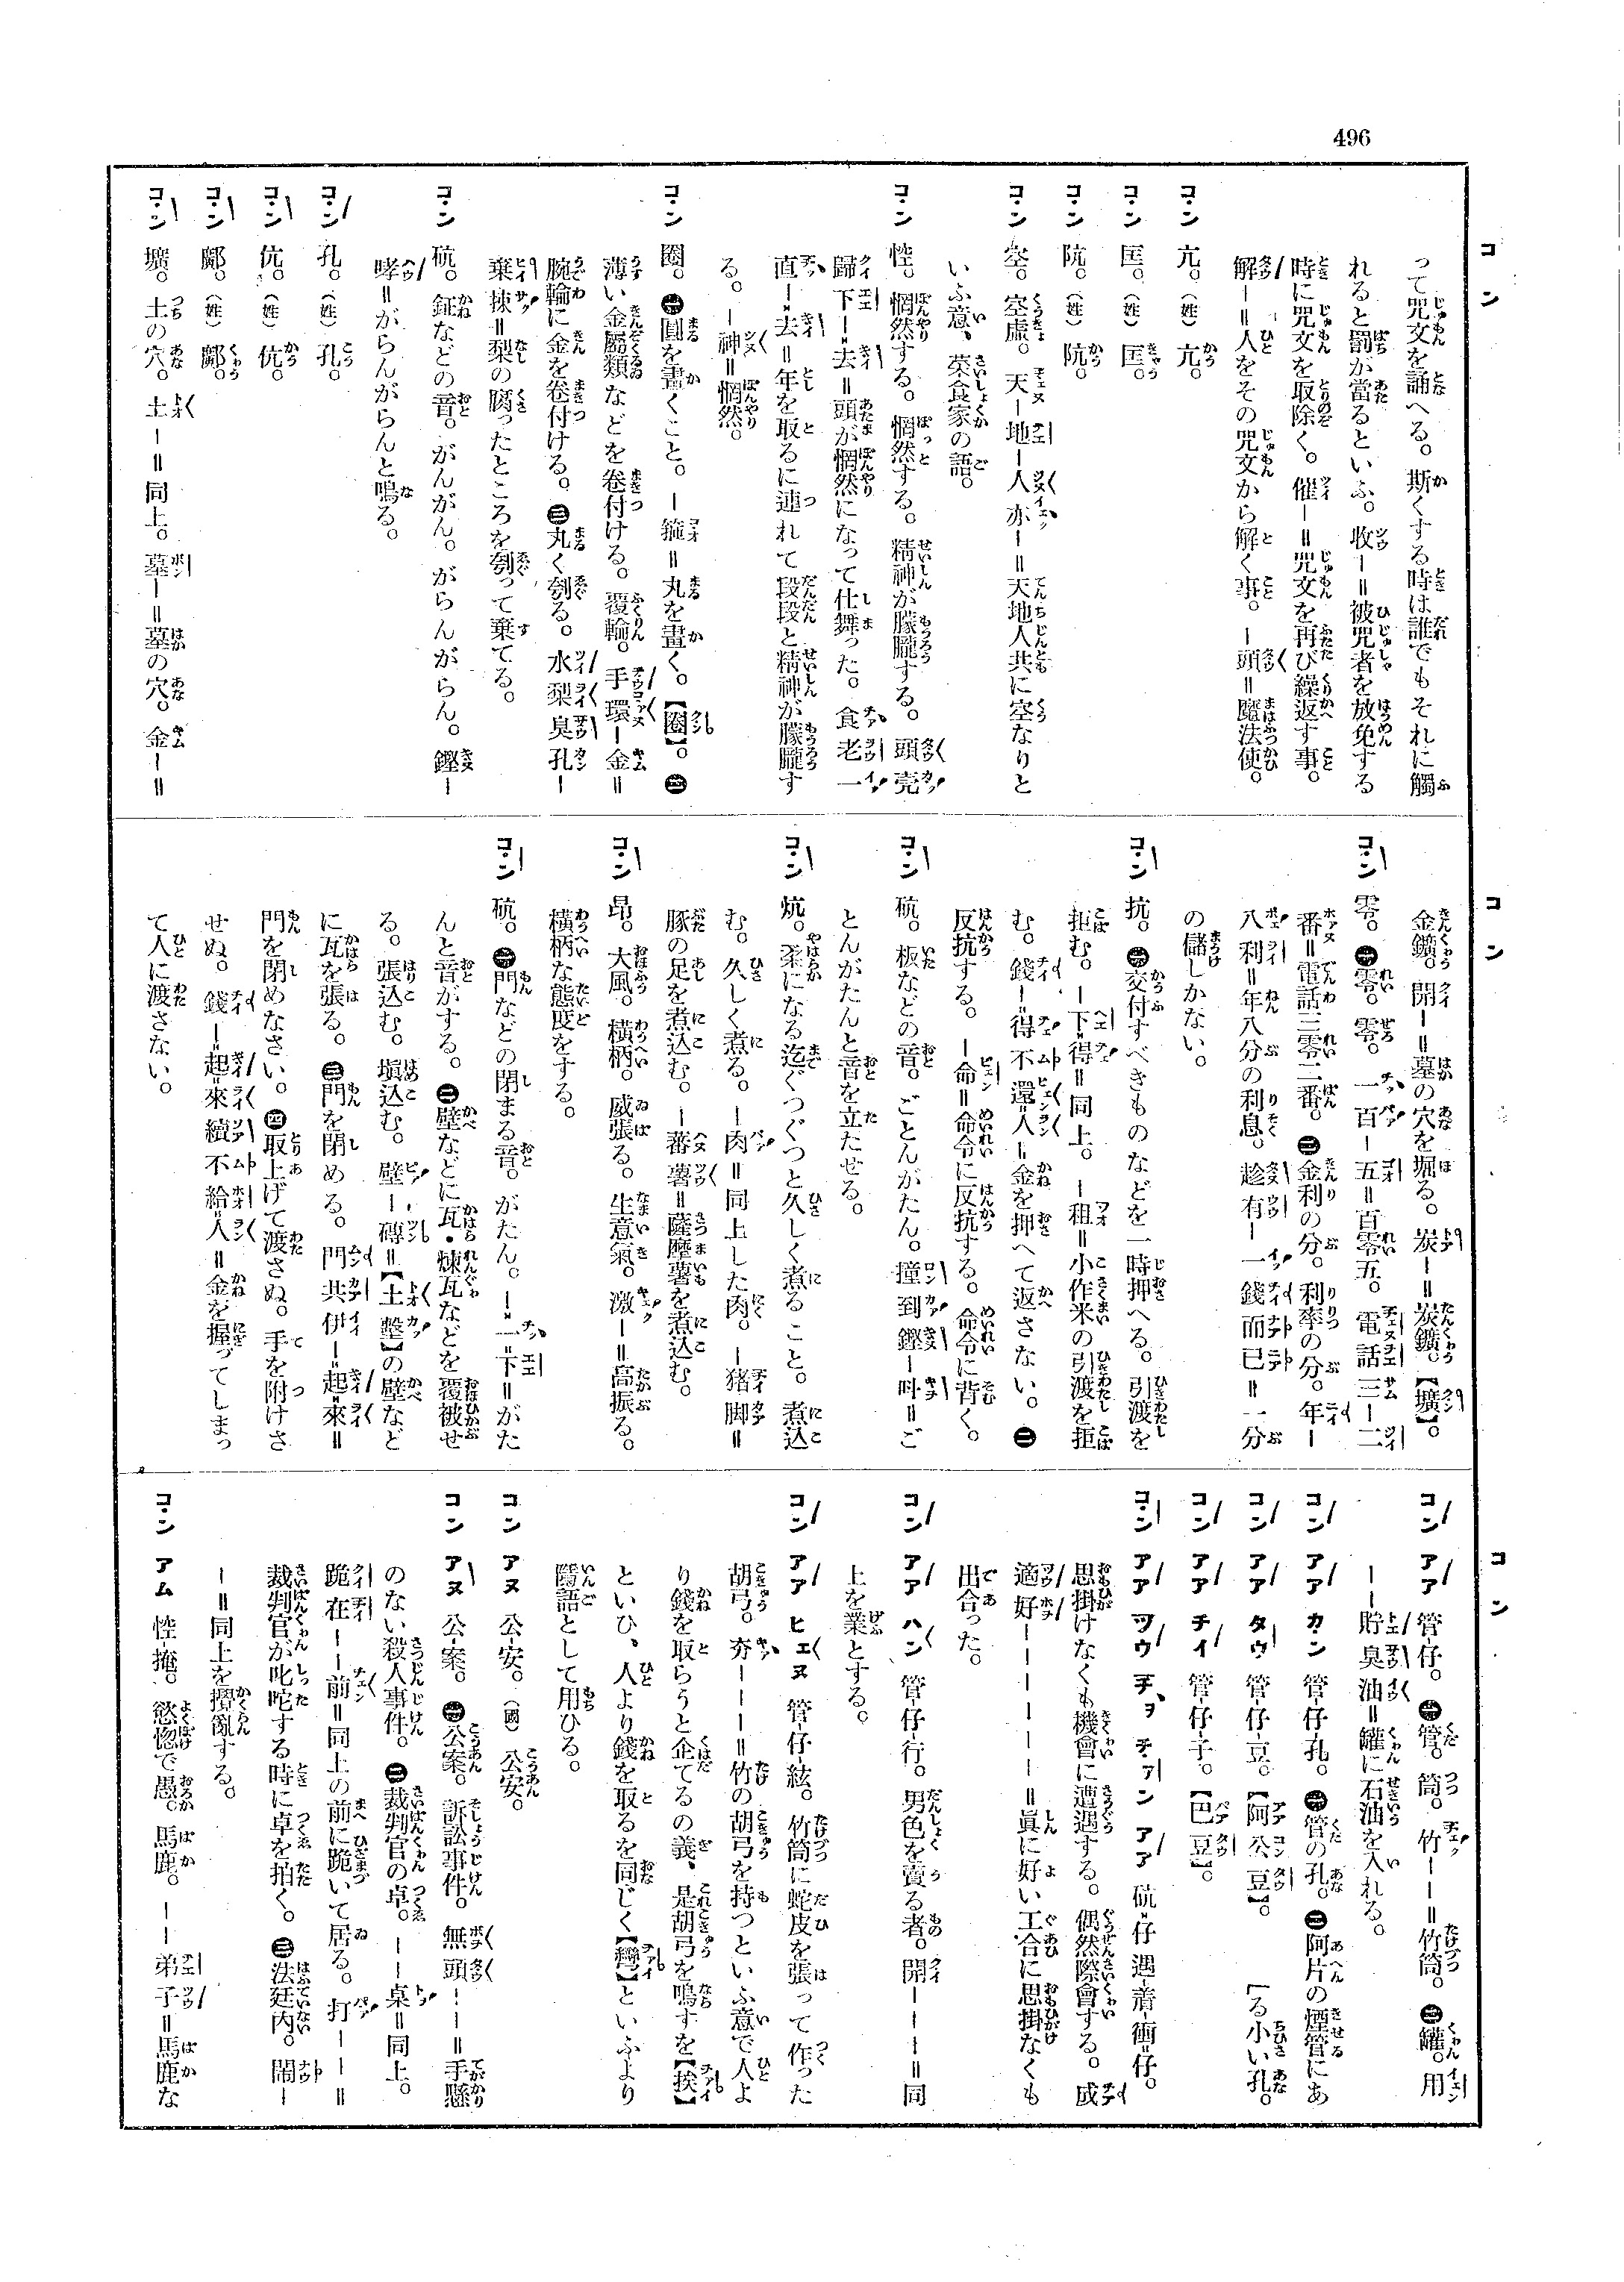 496
コ ン
って咒文を誦へる。斯くする時は誰でもそれに觸
れると罰が當るといふ。收ー=被咒者を放免する
時に咒文を取除く。催ー=咒文を再び繰返す事。
解ー=人をその咒文から解く事。ー頭=魔法使。
コン 亢。(姓) 亢。
コン 匡。(姓) 匡。
コン 阬。(姓) 阬。
コン 空。空虛。天ー地ー人亦ー=天地人共に空なりと
いふ意、菜食家の語。
コン 悾。惘然する。惘然する。精神が朦朧する。頭壳
歸下ー去=頭が惘然になって仕舞った。食老一
直ー去=年を取るに連れて段段と精神が朦朧す
る。ー神=惘然。
コン 圈。㊀圓を畫くこと。ー箍=丸を畫く。【圈】。㊁
薄い金屬類などを卷付ける。覆輪。手環ー金=
腕輪に金を卷付ける。㊂丸く刳る。水梨臭孔ー
棄捒=梨の腐ったところを刳って棄てる。
コン 硁。鉦などの音。がんがん。がらんがらん。鏗ー
哮=がらんがらんと鳴る。
コン 孔。(姓) 孔。
コン 伉。(姓) 伉。
コン 鄺。(姓) 鄺。
コン 壙。土の穴。土ー=同上。墓ー=墓の穴。金ー=
コ ン
金鑛。開ー=墓の穴を堀る。炭ー=炭鑛。【壙】。
コン 零。㊀零。零。一百ー五=百零五。電話三ー二
番=電話三零二番。㊁金利の分。利率の分。年ー
八利=年八分の利息。趁有ー一錢而已=一分
の儲しかない。
コン 抗。㊀交付すべきものなどを一時押へる。引渡を
拒む。ー下得=同上。ー租=小作米の引渡を拒
む。錢ー得不還人=金を押へて返さない。㊁
反抗する。ー命=命令に反抗する。命令に背く。
コン 硁。板などの音。ごとんがたん。撞到鏗ー呌=ご
とんがたんと音を立たせる。
コン 炕。柔になる迄ぐつぐつと久しく煮ること。煮込
む。久しく煮る。ー肉=同上した肉。ー猪脚=
豚の足を煮込む。ー蕃薯=薩摩薯を煮込む。
コン 昂。大風。橫柄。威張る。生意氣。激ー=高振る。
橫柄な態度をする。
コン 硁。㊀門などの閉まる音。がたん。ー一下=がた
んと音がする。㊁壁などに瓦・煉瓦などを覆被せ
る。張込む。塡込む。壁ー磚=【土墼】の壁など
に瓦を張る。㊂門を閉める。門共伊ー起來=
門を閉めなさい。㊃取上げて渡さぬ。手を附けさ
せぬ。錢ー起來續不給人=金を握ってしまっ
て人に渡さない。
コ ン
コン アア 管仔。㊀管。筒。竹ーー=竹筒。㊁罐。用
ーー貯臭油=罐に石油を入れる。
コン アア カン 管仔孔。㊀管の孔。㊁阿片の煙管にあ
[る小い孔。
コン アア タウ 管仔豆。【阿公豆】。
コン アア チイ 管仔子。【巴豆】。
コン アア ツウ チヲ チァン アア 硁仔遇着衝仔。
思掛けなくも機會に遭遇する。偶然際會する。咸
適好ーーーーーー=眞に好い工合に思掛なくも
出合った。
コン アア ハン 管仔行。男色を賣る者。開ーーー=同
上を業とする。
コン アア ヒェヌ 管仔絃。竹筒に蛇皮を張って作った
胡弓。夯ーーー=竹の胡弓を持つといふ意で人よ
り錢を取らうと企てるの義、是胡弓を鳴すを【挨】
といひ、人より錢を取るを同じく【彎】といふより
隱語として用ひる。
コン アヌ 公安。(國) 公安。
コン アヌ 公案。㊀公案。訴訟事件。無頭ーー=手懸
のない殺人事件。㊁裁判官の卓。ーー桌=同上。
跪在ーー前=同上の前に跪いて居る。打ーー=
裁判官が叱咤する時に卓を拍く。㊂法廷內。鬧ー
ー=同上を攪亂する。
コン アム 悾掩。慾惚で愚。馬鹿。ーー弟子=馬鹿な